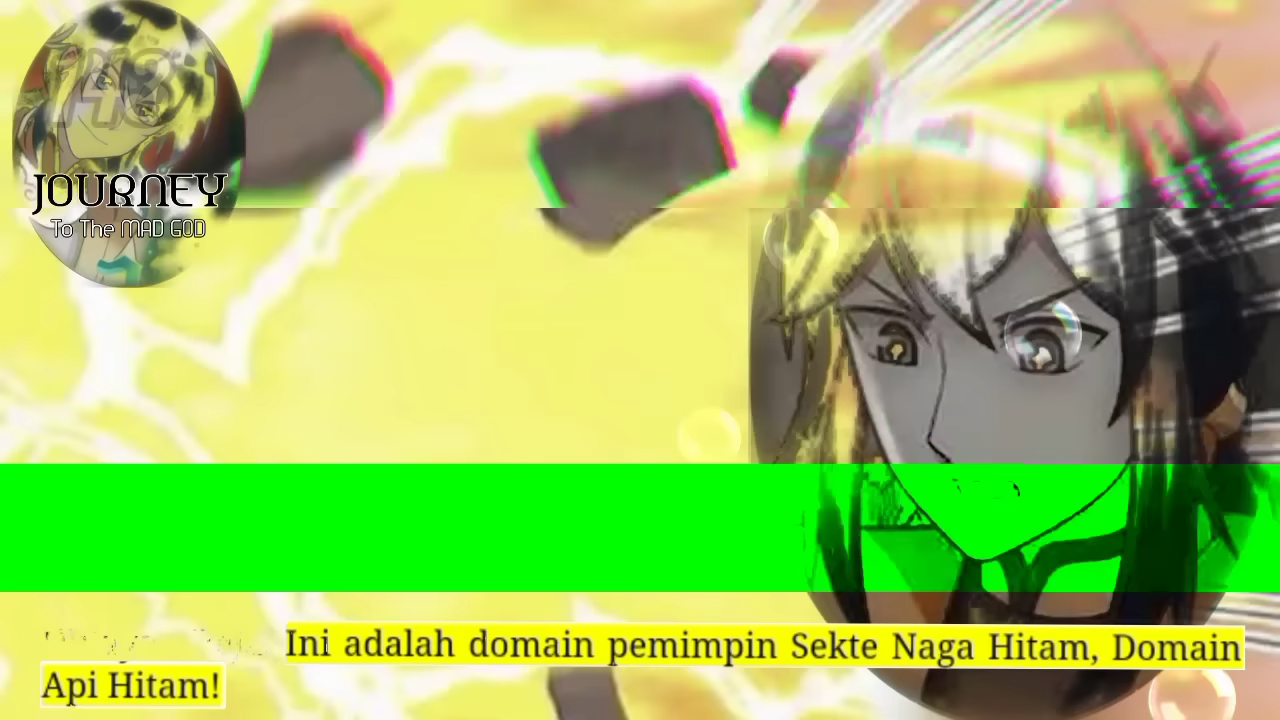 JOURNEY
To The MAD GOD
Ini adalah domain pemimpin Sekte Naga Hitam, Domain
Api Hitam!